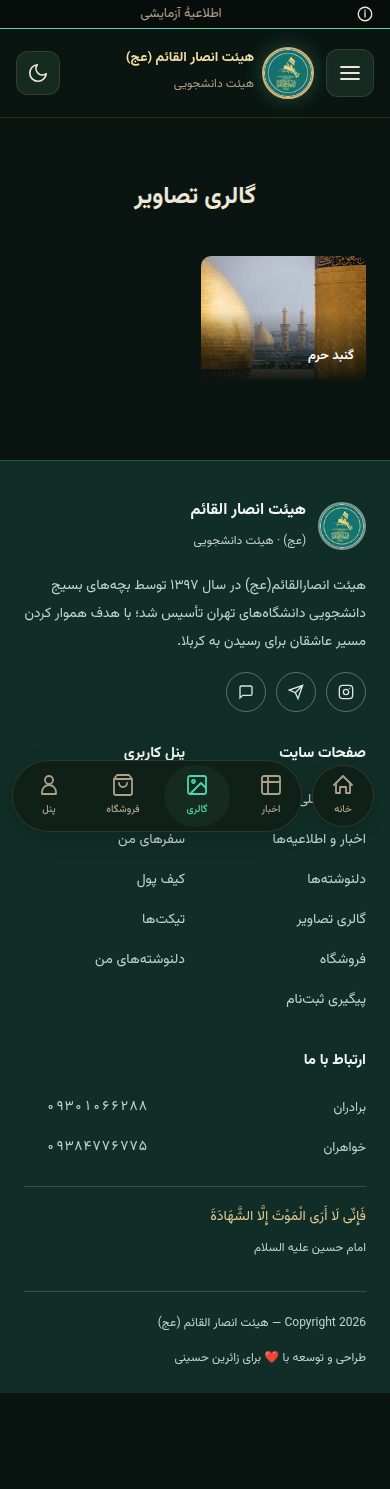 اطلاعیهٔ آزمایشی
هیئت انصار القائم (عج)
هیئت دانشجویی
گالری تصاویر
گنبد حرم
هیئت انصار القائم
(عج) · هیئت دانشجویی
هیئت انصارالقائم(عج) در سال ۱۳۹۷ توسط بچه‌های بسیج
دانشجویی دانشگاه‌های تهران تأسیس شد؛ با هدف هموار کردن
مسیر عاشقان برای رسیدن به کربلا.
صفحات سایت
اخبار و اطلاعیه‌ها
دلنوشته‌ها
گالری تصاویر
فروشگاه
پیگیری ثبت‌نام
پنل کاربری
سفرهای من
کیف پول
تیکت‌ها
دلنوشته‌های من
خانه
اخبار
گالری
فروشگاه
پنل
ارتباط با ما
برادران
۰۹۳۰۱۰۶۶۲۸۸
خواهران
۰۹۳۸۴۷۷۶۷۷۵
فَإِنِّی لَا أَرَی الْمَوْتَ إِلَّا الشَّهَادَةَ
امام حسین علیه السلام
Copyright 2026 — هیئت انصار القائم (عج)
طراحی و توسعه با ❤️ برای زائرین حسینی